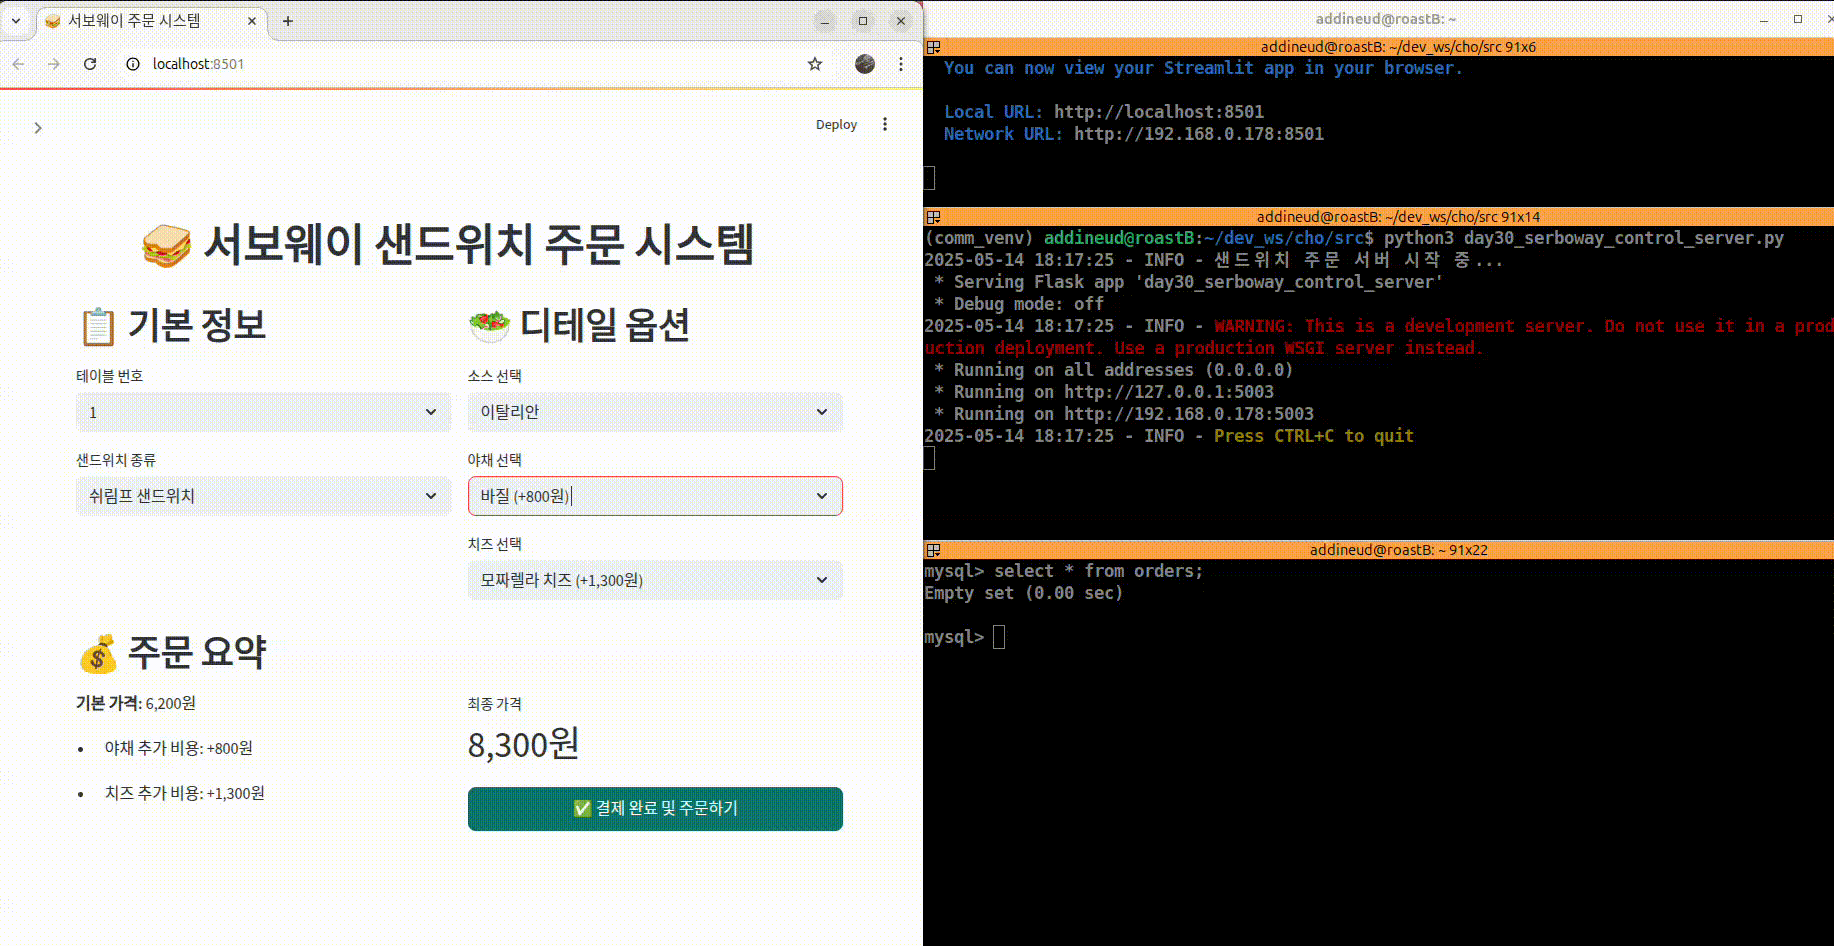 서보웨이 주문 시스템
localhost:8501
Deploy
서보웨이 샌드위치 주문 시스템
기본 정보
테이블 번호
1
샌드위치 종류
쉬림프 샌드위치
디테일 옵션
소스 선택
이탈리안
야채 선택
바질 (+800원)
치즈 선택
모짜렐라 치즈 (+1,300원)
주문 요약
기본 가격: 6,200원
• 야채 추가 비용: +800원
• 치즈 추가 비용: +1,300원
최종 가격
8,300원
✅ 결제 완료 및 주문하기
addineud@roastB: ~
addineud@roastB: ~/dev_ws/cho/src 91x6
You can now view your Streamlit app in your browser.
Local URL: http://localhost:8501
Network URL: http://192.168.0.178:8501
addineud@roastB: ~/dev_ws/cho/src 91x14
(comm_venv) addineud@roastB:~/dev_ws/cho/src$ python3 day30_serboway_control_server.py
2025-05-14 18:17:25 - INFO - 샌드위치 주문 서버 시작 중...
* Serving Flask app 'day30_serboway_control_server'
* Debug mode: off
2025-05-14 18:17:25 - INFO - WARNING: This is a development server. Do not use it in a prod
uction deployment. Use a production WSGI server instead.
* Running on all addresses (0.0.0.0)
* Running on http://127.0.0.1:5003
* Running on http://192.168.0.178:5003
2025-05-14 18:17:25 - INFO - Press CTRL+C to quit
addineud@roastB: ~ 91x22
mysql> select * from orders;
Empty set (0.00 sec)
mysql>